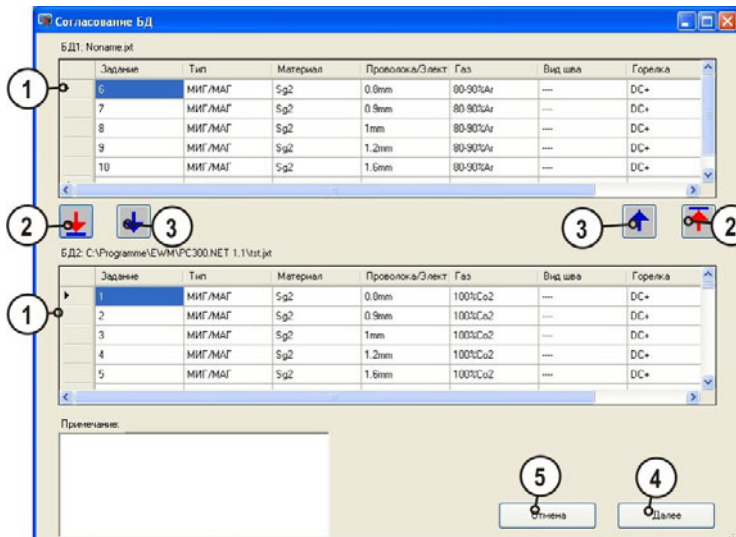 Согласование БД
БД1: Noname.jxt
Задание Тип Материал Проволока/Элект Газ Вид шва Горелка
1
6 МИГ/МАГ Sg2 0.8mm 80-90%Ar ---- DC+
7 МИГ/МАГ Sg2 0.9mm 80-90%Ar ---- DC+
8 МИГ/МАГ Sg2 1mm 80-90%Ar ---- DC+
9 МИГ/МАГ Sg2 1.2mm 80-90%Ar ---- DC+
10 МИГ/МАГ Sg2 1.6mm 80-90%Ar ---- DC+
2 3 3 2
БД2: C:\Programme\EWM\PC300.NET 1.1\tst.jxt
Задание Тип Материал Проволока/Элект Газ Вид шва Горелка
1 МИГ/МАГ Sg2 0.8mm 100%Co2 ---- DC+
1
2 МИГ/МАГ Sg2 0.9mm 100%Co2 ---- DC+
3 МИГ/МАГ Sg2 1mm 100%Co2 ---- DC+
4 МИГ/МАГ Sg2 1.2mm 100%Co2 ---- DC+
5 МИГ/МАГ Sg2 1.6mm 100%Co2 ---- DC+
Примечание:
5 4
Отмена Далее